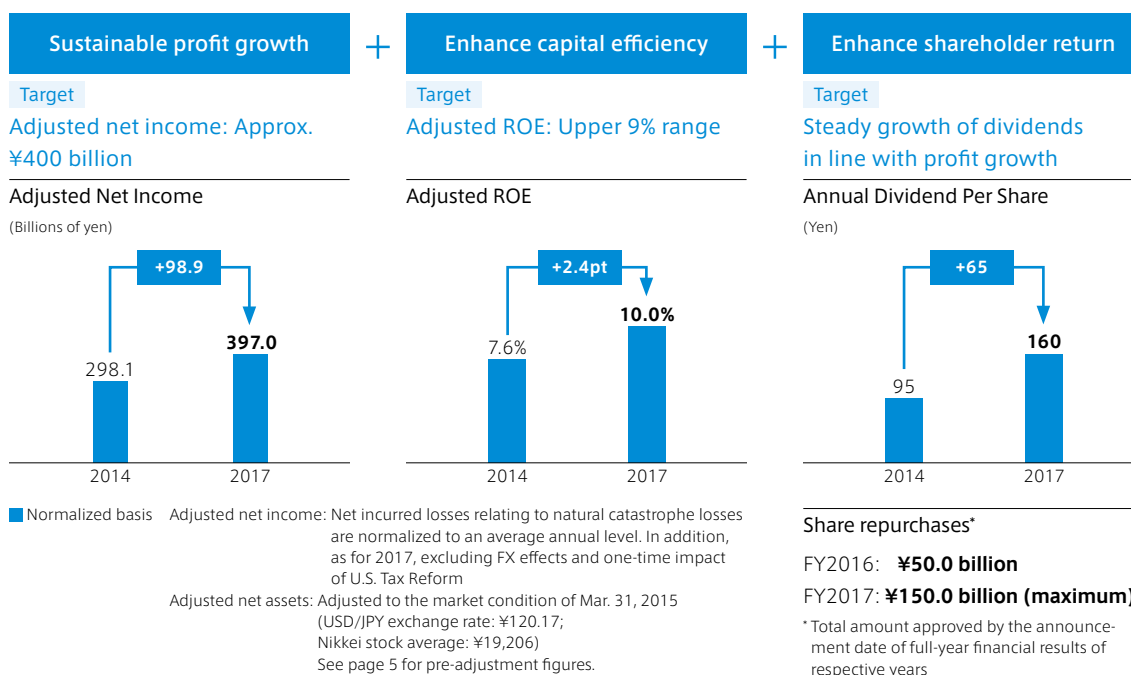 Sustainable profit growth
+
Enhance capital efficiency
+
Enhance shareholder return
Target
Adjusted net income: Approx.
¥400 billion
Adjusted Net Income
(Billions of yen)
+98.9
298.1
397.0
2014
2017
Target
Adjusted ROE: Upper 9% range
Adjusted ROE
+2.4pt
7.6%
10.0%
2014
2017
Target
Steady growth of dividends
in line with profit growth
Annual Dividend Per Share
(Yen)
+65
95
160
2014
2017
Normalized basis
Adjusted net income: Net incurred losses relating to natural catastrophe losses
are normalized to an average annual level. In addition,
as for 2017, excluding FX effects and one-time impact
of U.S. Tax Reform
Adjusted net assets: Adjusted to the market condition of Mar. 31, 2015
(USD/JPY exchange rate: ¥120.17;
Nikkei stock average: ¥19,206)
See page 5 for pre-adjustment figures.
Share repurchases*
FY2016: ¥50.0 billion
FY2017: ¥150.0 billion (maximum)
* Total amount approved by the announce-
ment date of full-year financial results of
respective years